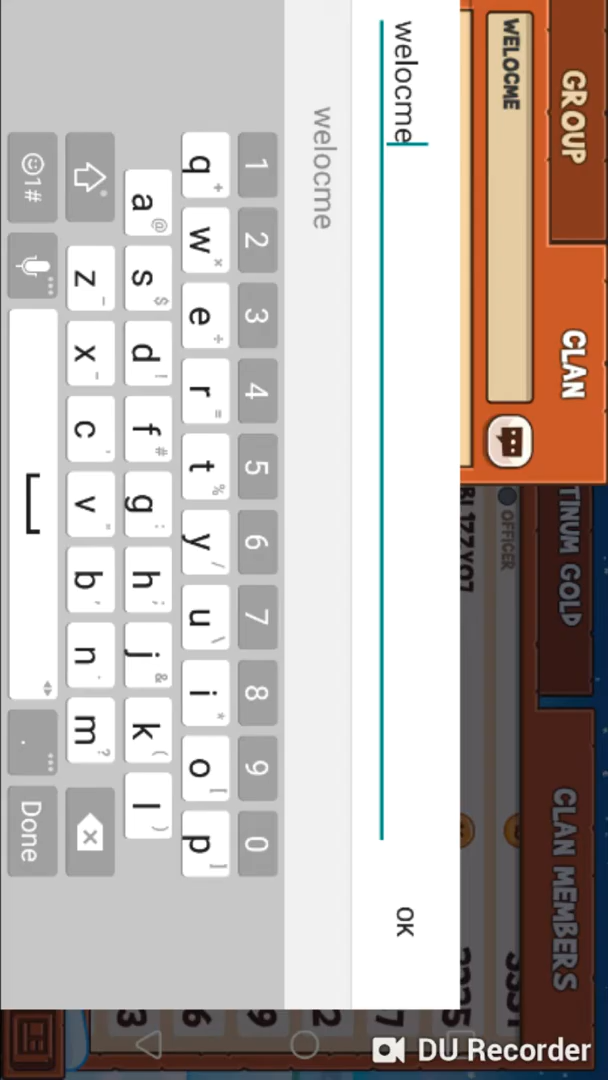 GROUP
CLAN
TINUM GOLD
CLAN MEMBERS
WELOCME
OFFICER
welocme
OK
welocme
1 2 3 4 5 6 7 8 9 0
q + w × e ÷ r = t % y / u \ i * o [ p ]
a @ s $ d ! f # g : h ; j & k ( l )
z x c v b n m ?
1# . Done
DU Recorder